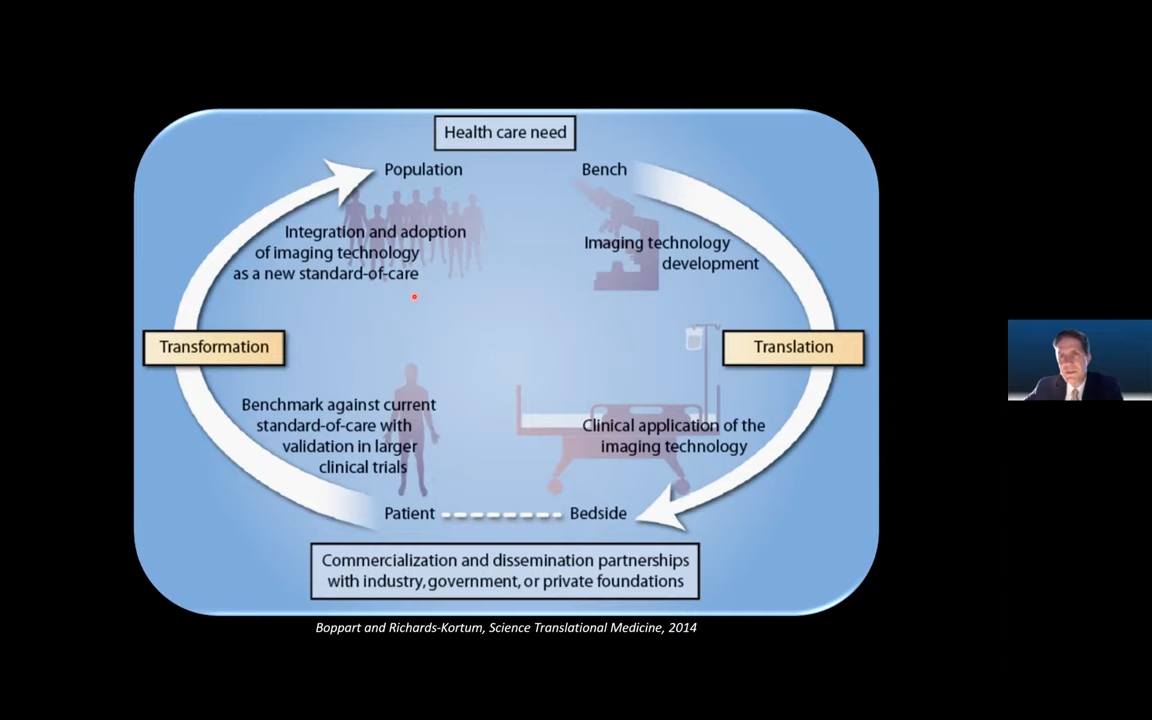 Health care need
Population
Bench
Integration and adoption
of imaging technology
as a new standard-of-care
Imaging technology
development
Transformation
Translation
Benchmark against current
standard-of-care with
validation in larger
clinical trials
Clinical application of the
imaging technology
Patient
Bedside
Commercialization and dissemination partnerships
with industry, government, or private foundations
Boppart and Richards-Kortum, Science Translational Medicine, 2014